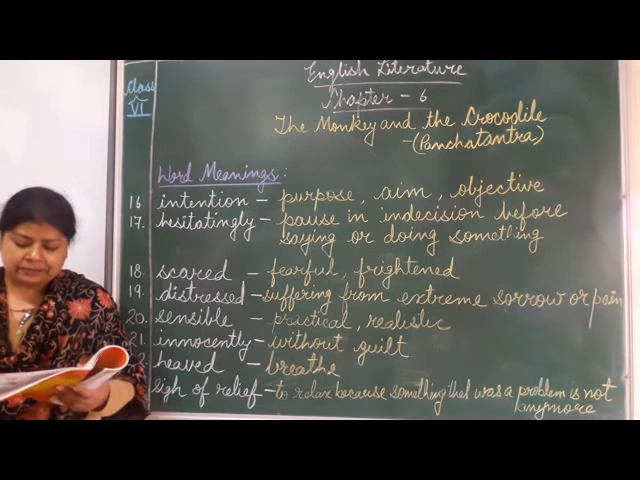 English Literature
Class
VI
Chapter - 6
The Monkey and the Crocodile
- (Panchatantra)
Word Meanings:
16 intention - purpose, aim, objective
17. hesitatingly - pause in indecision before
saying or doing something
18. scared - fearful, frightened
19. distressed - suffering from extreme sorrow or pain
20. sensible - practical, realistic
21. innocently - without guilt
2 heaved - breathe
sigh of relief - to relax because something that was a problem is not
anymore